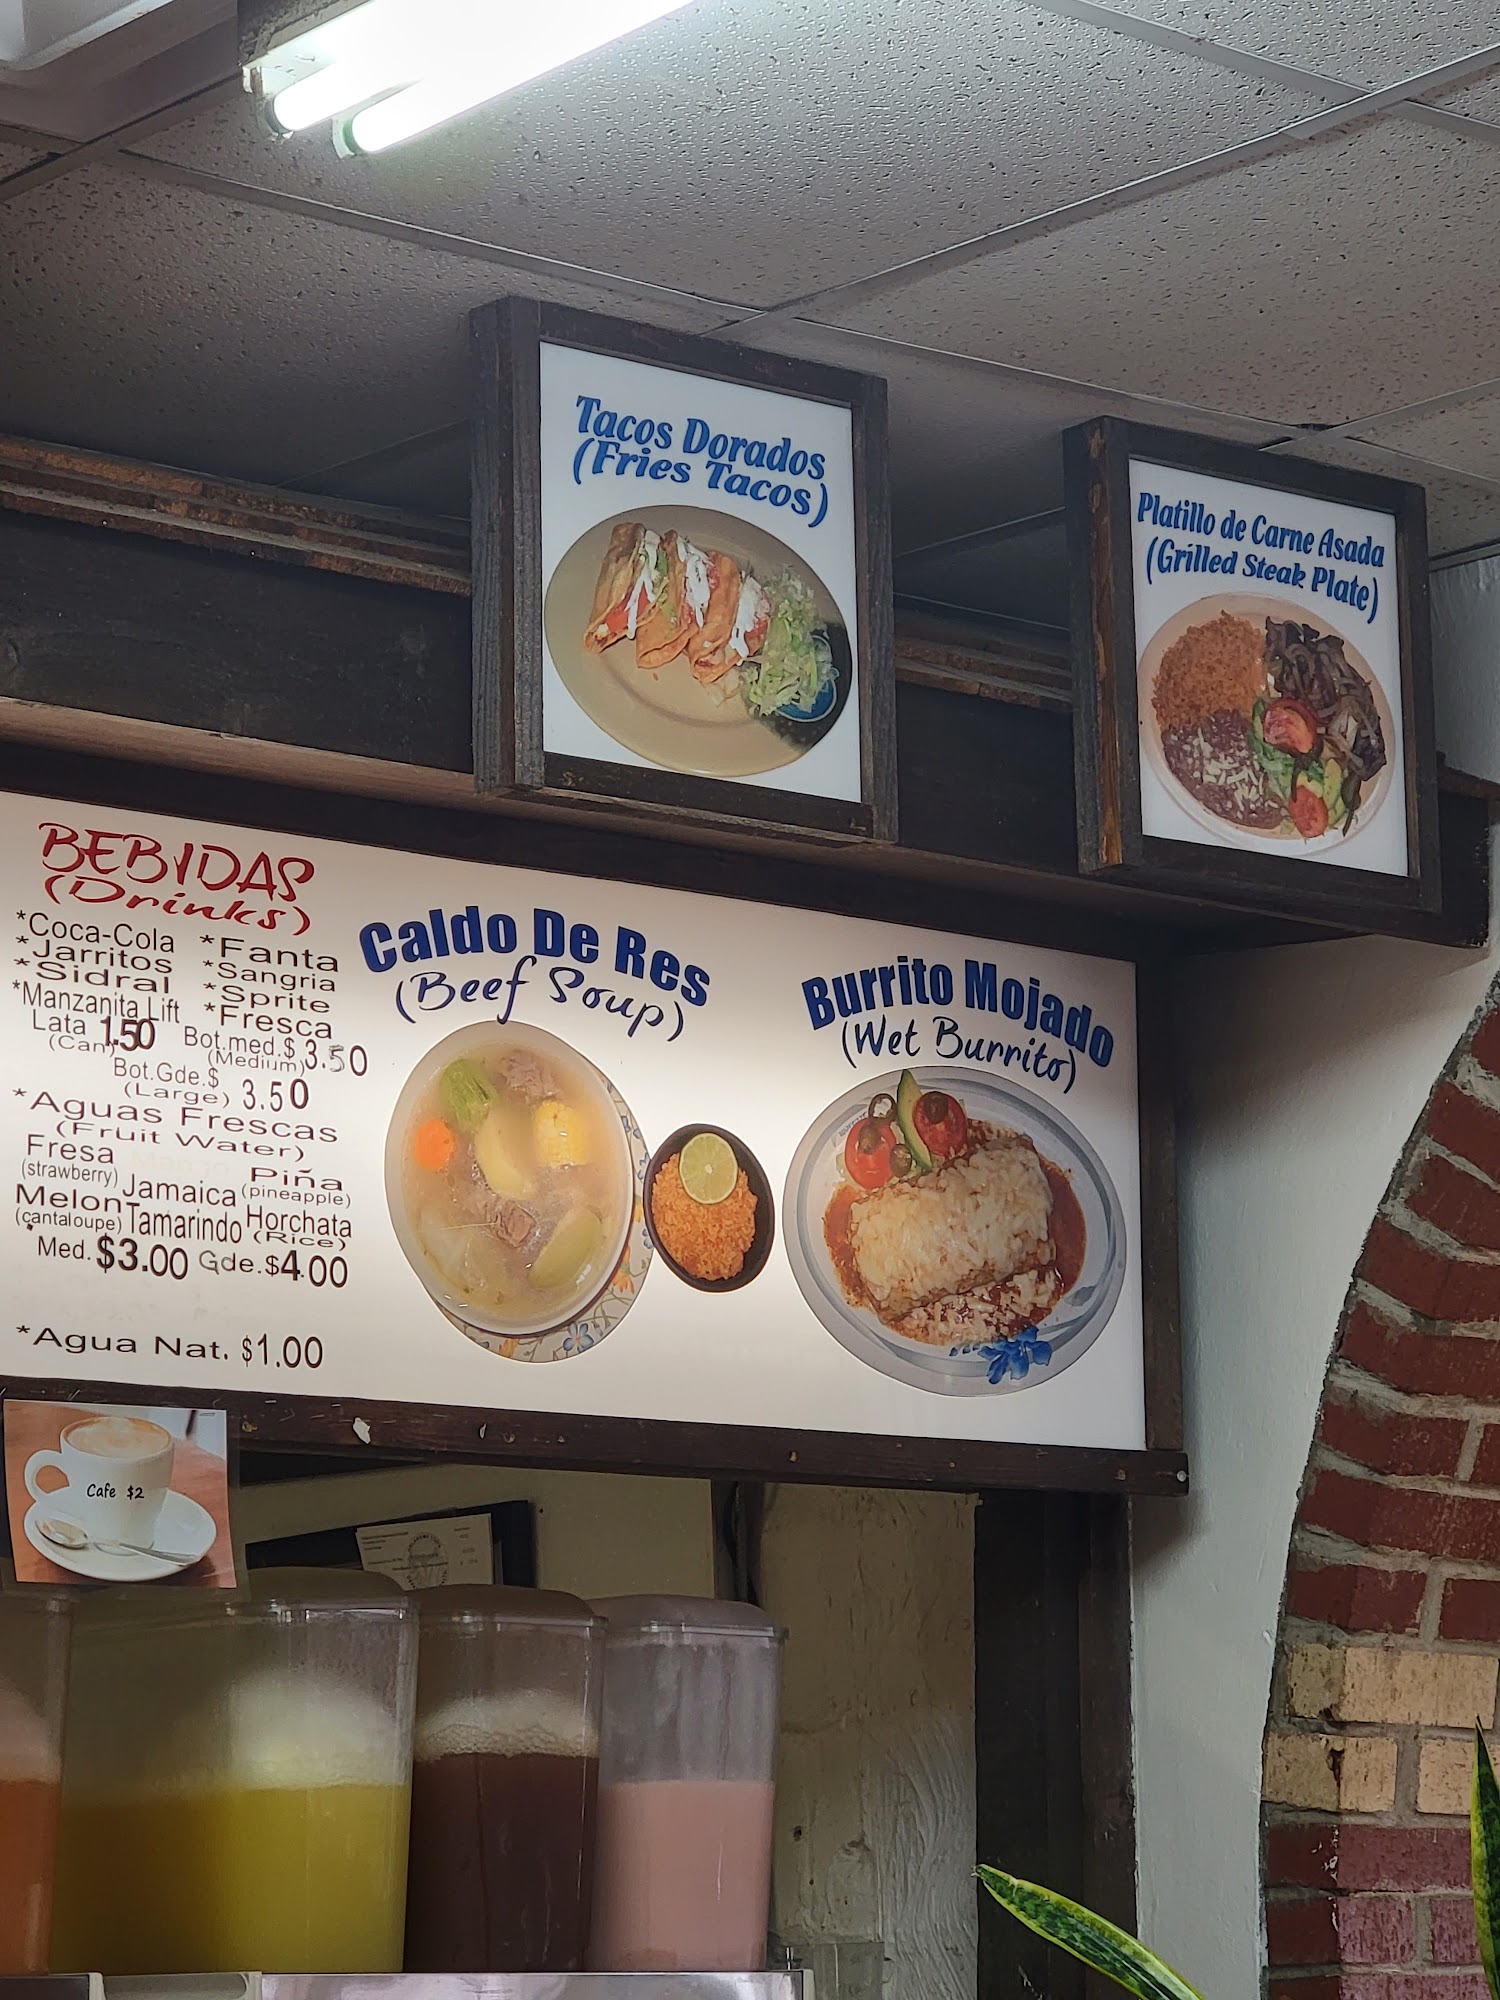 Tacos Dorados
(Fries Tacos)
Platillo de Carne Asada
(Grilled Steak Plate)
BEBIDAS
(Drinks)
*Coca-Cola
*Jarritos
*Sidral
*Manzanita Lift
*Fanta
*Sangria
*Sprite
*Fresca
Lata 1.50
(Can)
Bot.med.$ 3.50
(Medium)
Bot.Gde.$ 3.50
(Large)
*Aguas Frescas
(Fruit Water)
Fresa
(strawberry)
Mango
Piña
(pineapple)
Jamaica
Melon
(cantaloupe)
Tamarindo
Horchata
(Rice)
Med. $3.00 Gde.$4.00
*Agua Nat. $1.00
Caldo De Res
(Beef Soup)
Burrito Mojado
(Wet Burrito)
Cafe $2